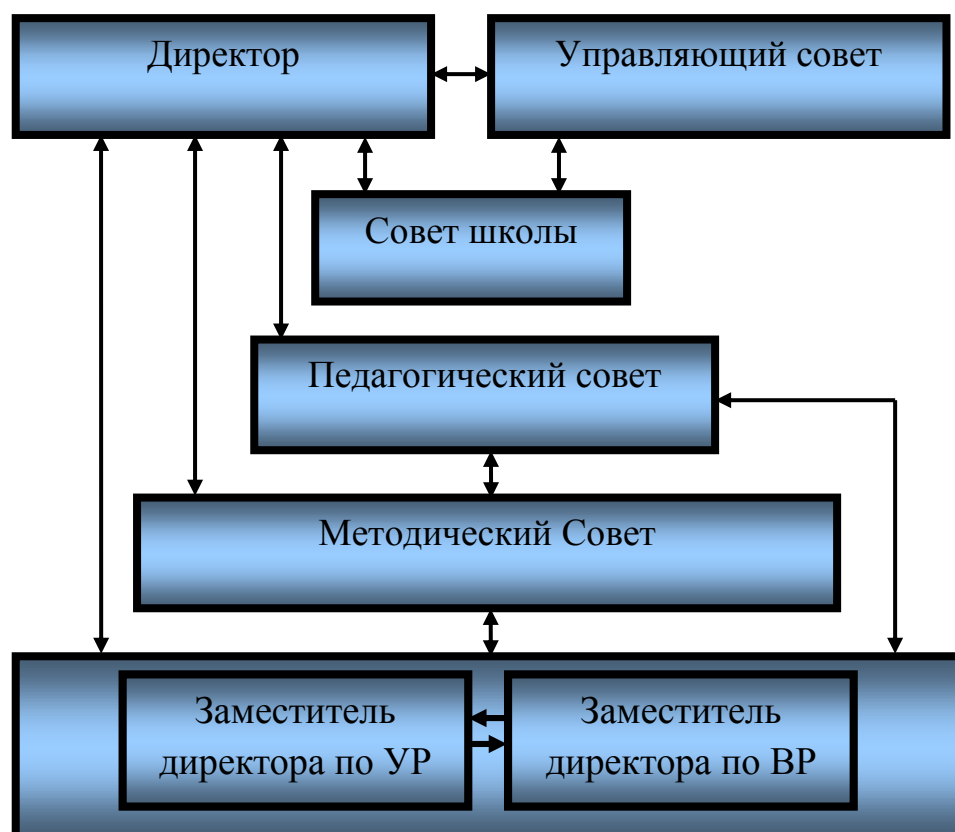 Директор
Управляющий совет
Совет школы
Педагогический совет
Методический Совет
Заместитель
директора по УР
Заместитель
директора по ВР